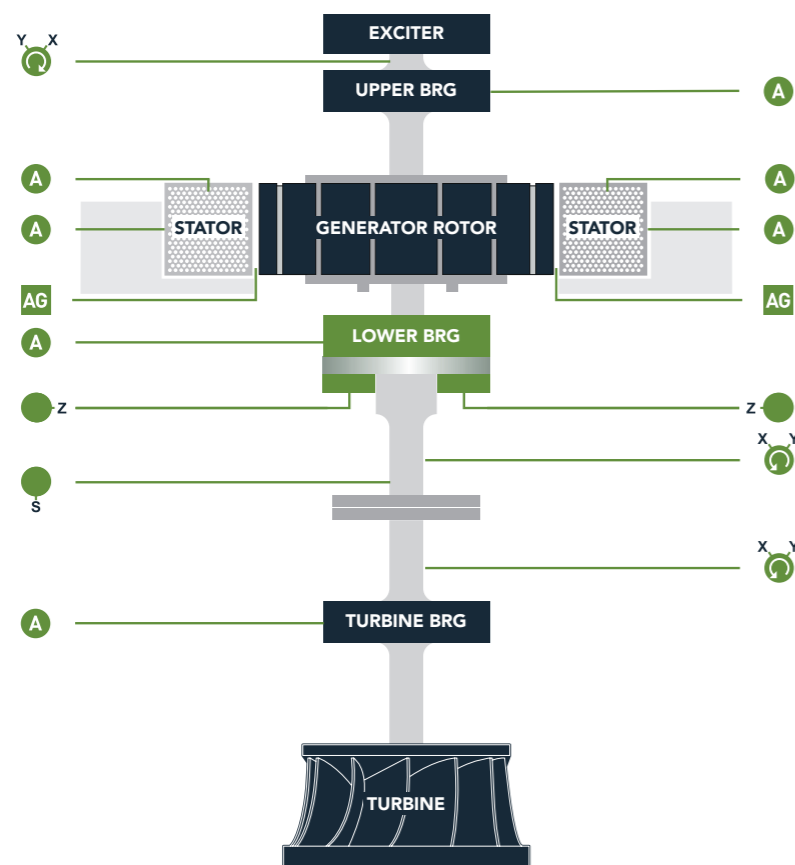 EXCITER
Y X
UPPER BRG
A
A
A
A
STATOR
GENERATOR ROTOR
STATOR
A
AG
AG
LOWER BRG
A
Z
Z
X Y
S
X Y
A
TURBINE BRG
TURBINE